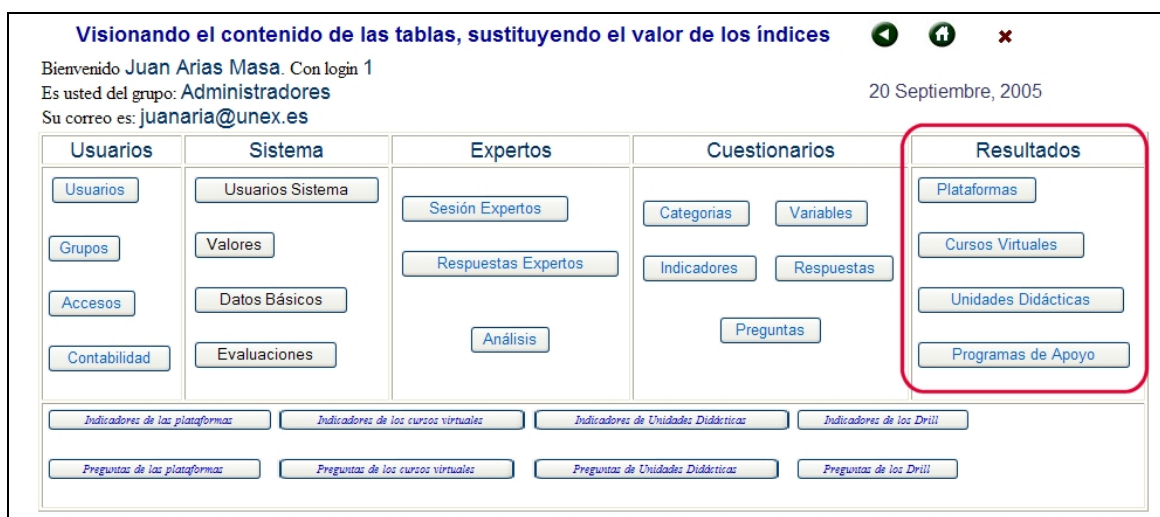 Visionando el contenido de las tablas, sustituyendo el valor de los índices
Bienvenido Juan Arias Masa. Con login 1
Es usted del grupo: Administradores
20 Septiembre, 2005
Su correo es: juanaria@unex.es
Usuarios Sistema Expertos Cuestionarios Resultados
Usuarios
Grupos
Accesos
Contabilidad
Usuarios Sistema
Valores
Datos Básicos
Evaluaciones
Sesión Expertos
Respuestas Expertos
Análisis
Categorias Variables
Indicadores Respuestas
Preguntas
Plataformas
Cursos Virtuales
Unidades Didácticas
Programas de Apoyo
Indicadores de las plataformas Indicadores de los cursos virtuales Indicadores de Unidades Didácticas Indicadores de los Drill
Preguntas de las plataformas Preguntas de los cursos virtuales Preguntas de Unidades Didácticas Preguntas de los Drill